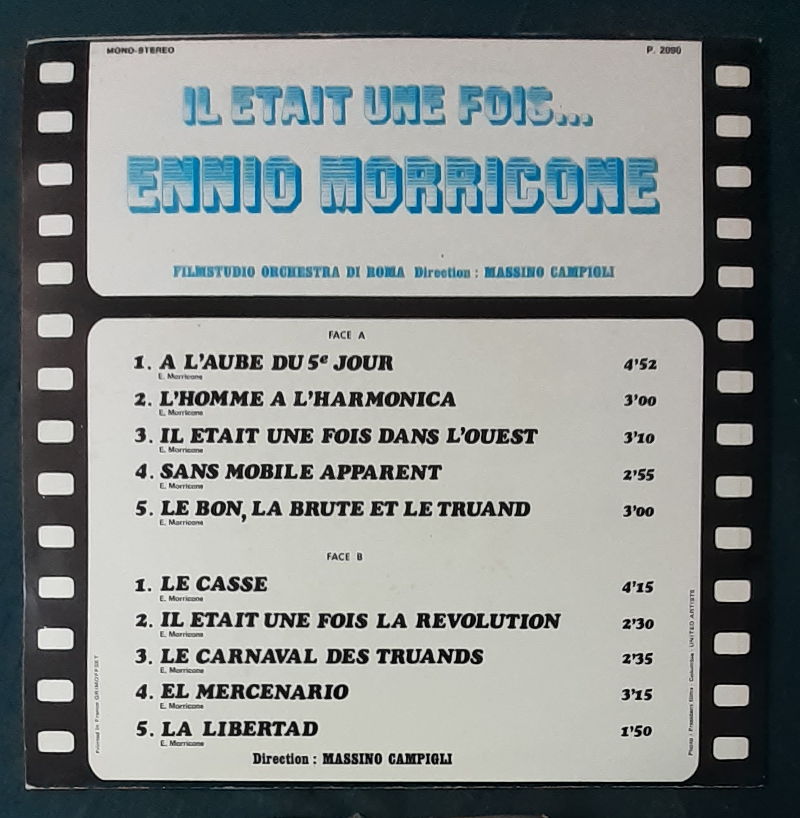 MONO-STEREO
P. 2090
IL ETAIT UNE FOIS...
ENNIO MORRICONE
FILMSTUDIO ORCHESTRA DI ROMA Direction : MASSINO CAMPIGLI
FACE A
1. A L'AUBE DU 5e JOUR 4'52
E. Morricone
2. L'HOMME A L'HARMONICA 3'00
E. Morricone
3. IL ETAIT UNE FOIS DANS L'OUEST 3'10
E. Morricone
4. SANS MOBILE APPARENT 2'55
E. Morricone
5. LE BON, LA BRUTE ET LE TRUAND 3'00
E. Morricone
FACE B
1. LE CASSE 4'15
E. Morricone
2. IL ETAIT UNE FOIS LA REVOLUTION 2'30
E. Morricone
3. LE CARNAVAL DES TRUANDS 2'35
E. Morricone
4. EL MERCENARIO 3'15
E. Morricone
5. LA LIBERTAD 1'50
E. Morricone
Direction : MASSINO CAMPIGLI
Printed in France GRIMOFFSET
Photo : Président films - Columbia - UNITED ARTISTS